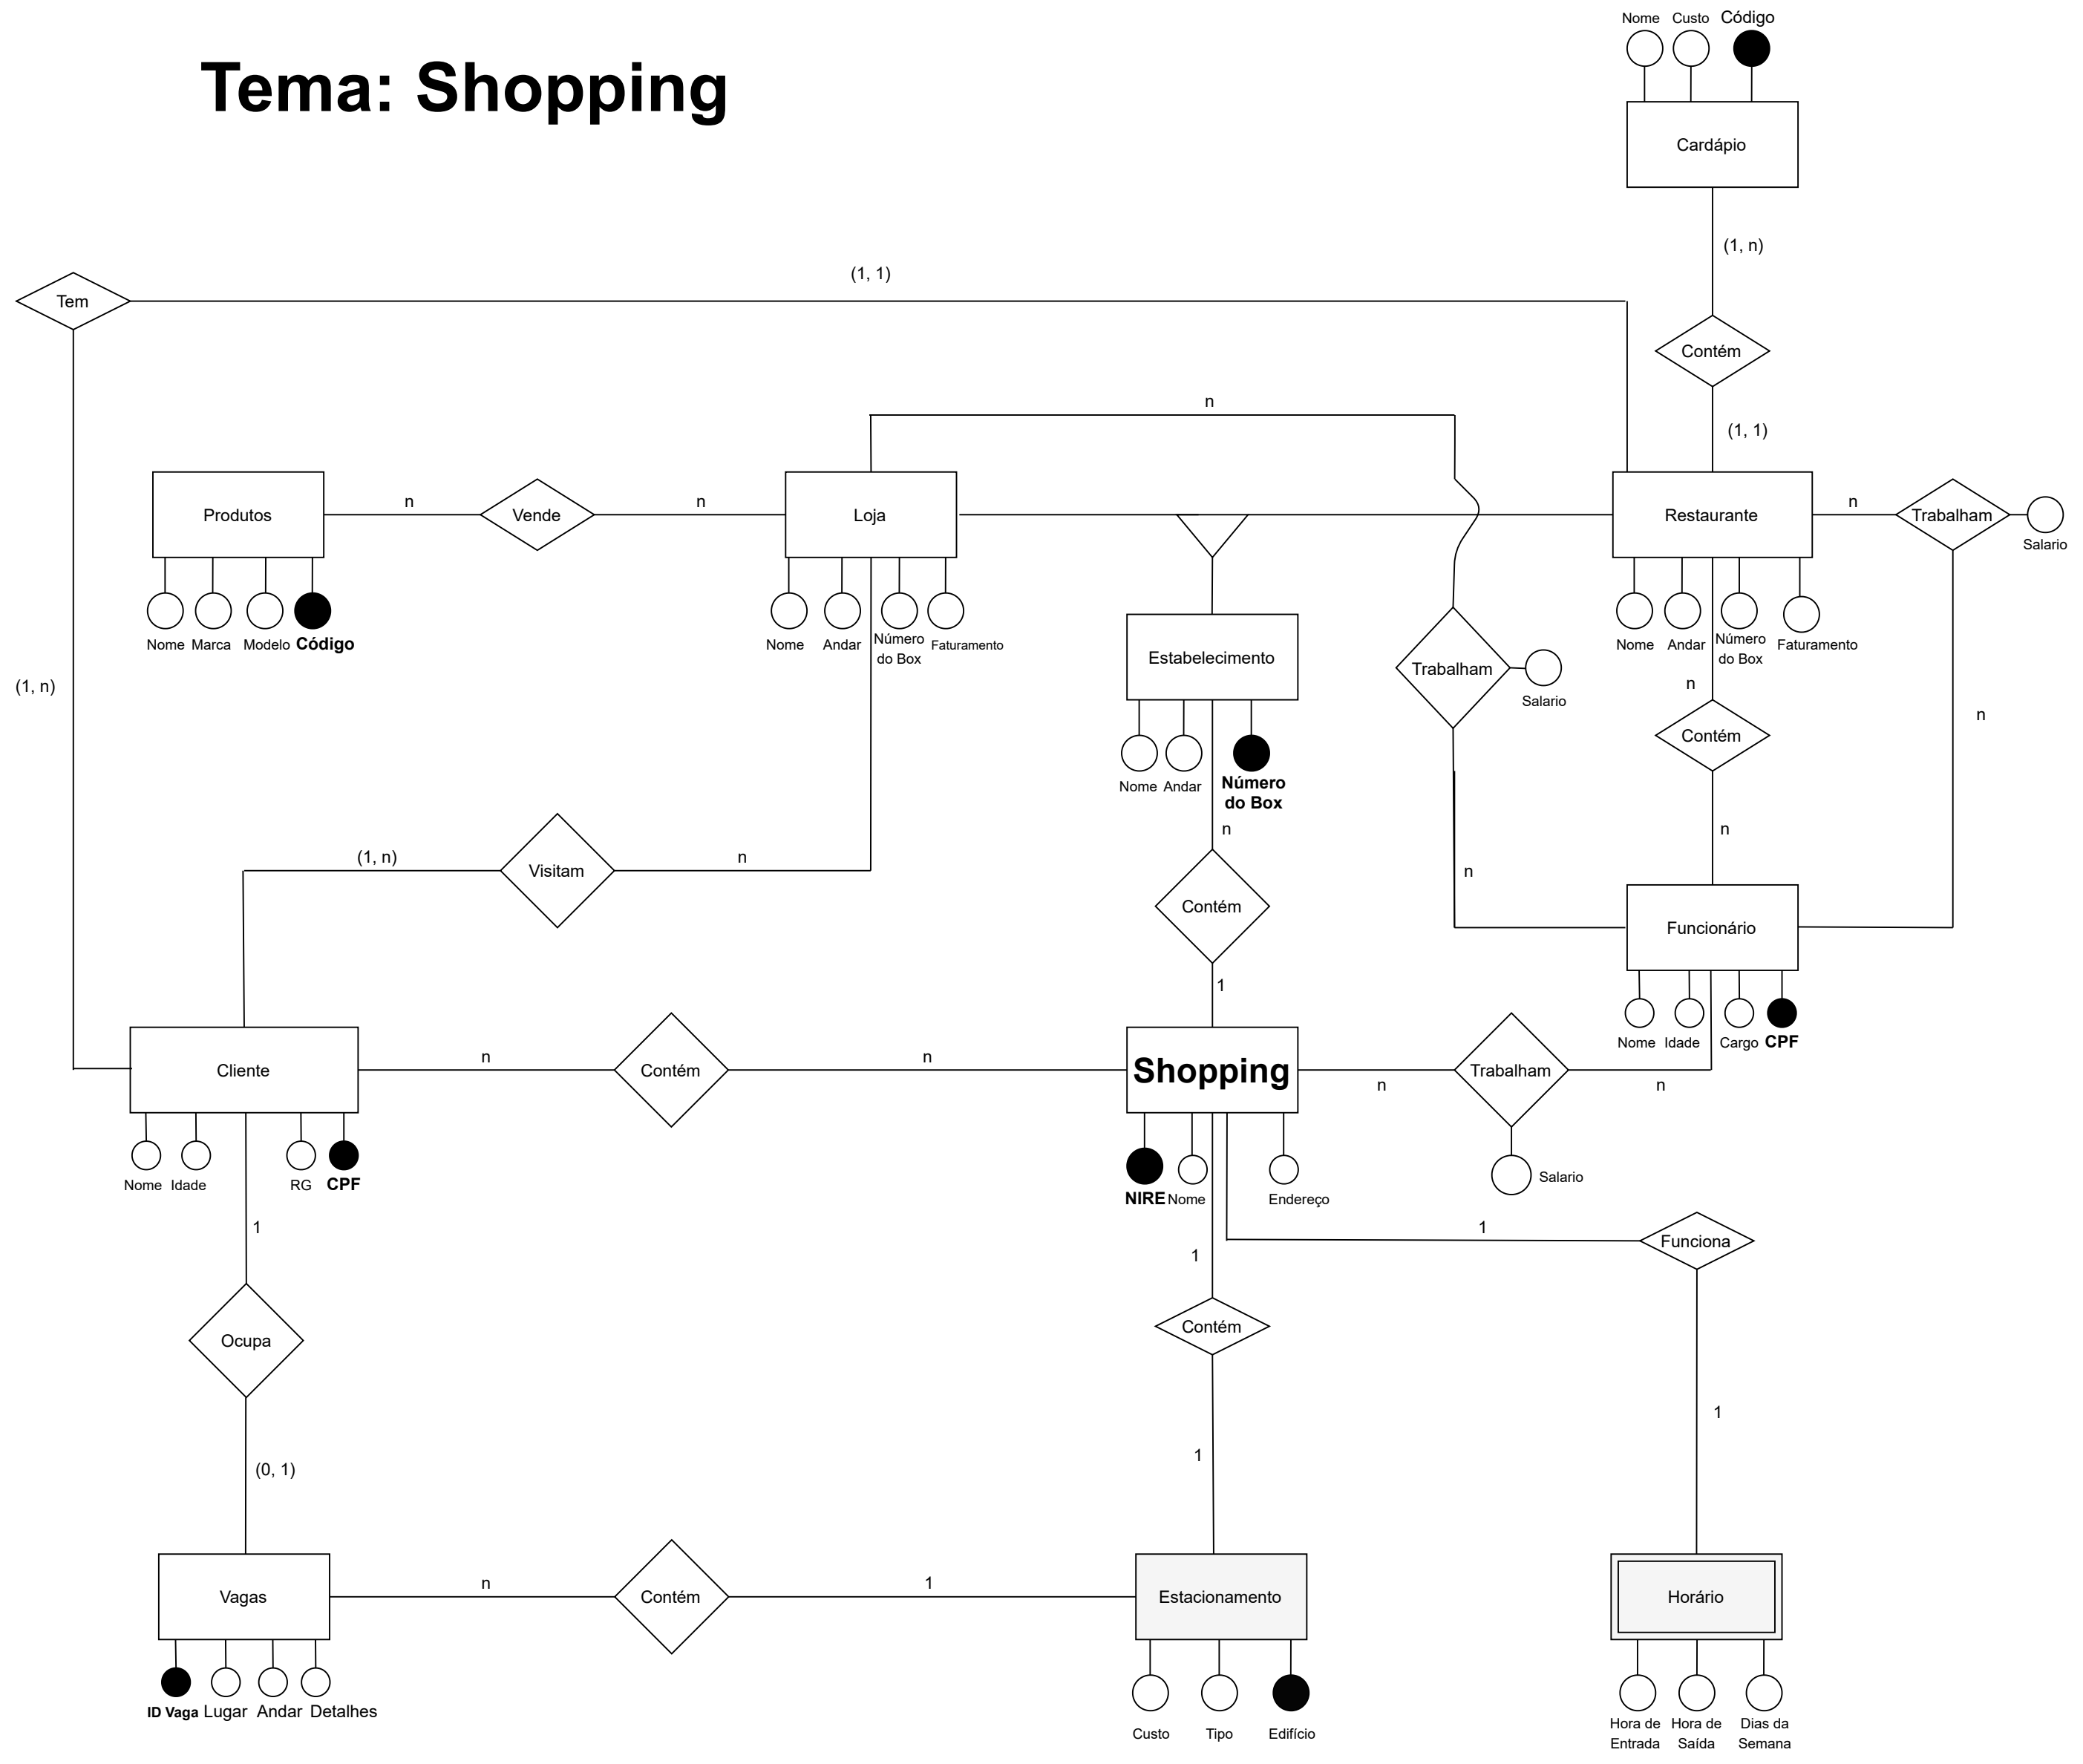 Nome Custo Código
Tema: Shopping
Cardápio
(1, n)
(1, 1)
Tem
Contém
n
(1, 1)
Produtos
n
Vende
n
Loja
Restaurante
n
Trabalham
Salario
Nome Marca Modelo Código
Nome Andar Número
do Box Faturamento
Nome Andar Número
do Box Faturamento
Estabelecimento
Trabalham
Salario
(1, n)
n
n
Contém
Nome Andar Número
do Box
n
n
(1, n)
Visitam
n
n
Contém
Funcionário
1
Nome Idade Cargo CPF
Cliente
n
Contém
n
Shopping
n
Trabalham
n
Nome Idade RG CPF
NIRE Nome Endereço
Salario
1
1
1
Funciona
Contém
Ocupa
1
1
(0, 1)
Vagas
n
Contém
1
Estacionamento
Horário
ID Vaga Lugar Andar Detalhes
Custo Tipo Edifício
Hora de
Entrada
Hora de
Saída
Dias da
Semana